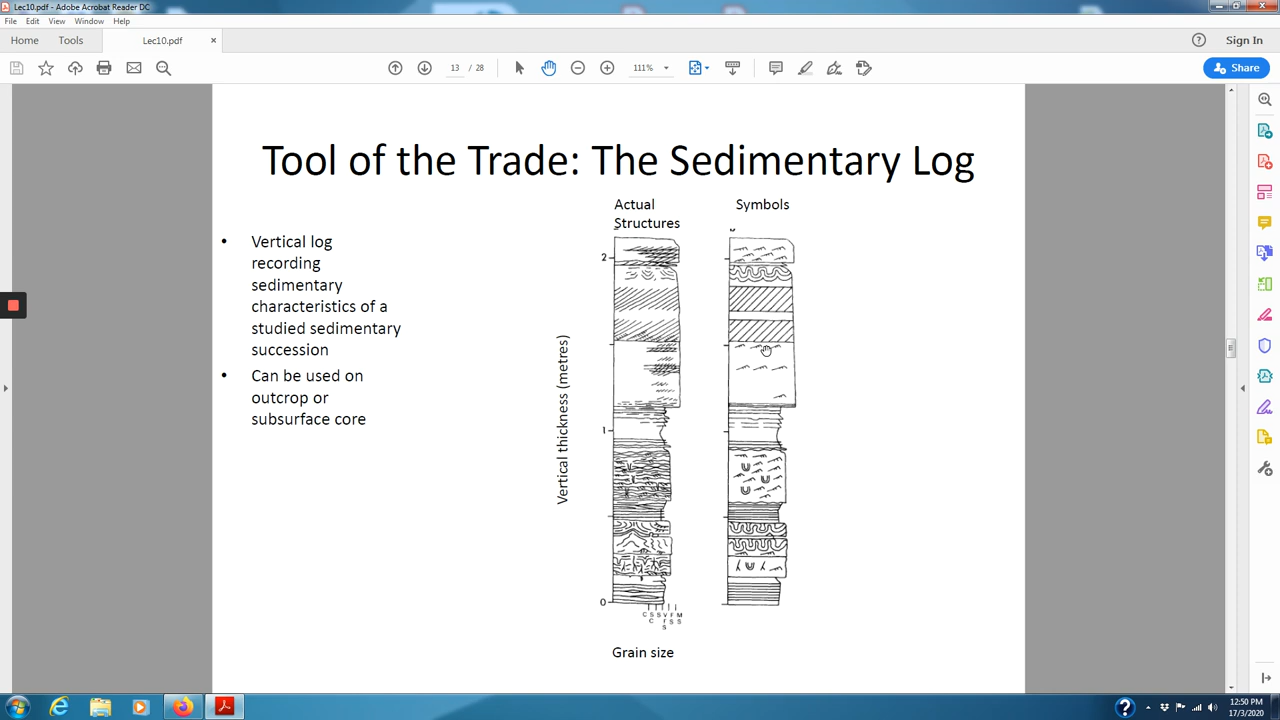 Lec10.pdf - Adobe Acrobat Reader DC
File Edit View Window Help
Home Tools Lec10.pdf × Sign In
13 / 28 111% Share
Tool of the Trade: The Sedimentary Log
• Vertical log
recording
sedimentary
characteristics of a
studied sedimentary
succession
• Can be used on
outcrop or
subsurface core
Actual
Structures
Symbols
Vertical thickness (metres)
2
1
0
C S S V F M
C r S S
S
Grain size
12:50 PM
17/3/2020